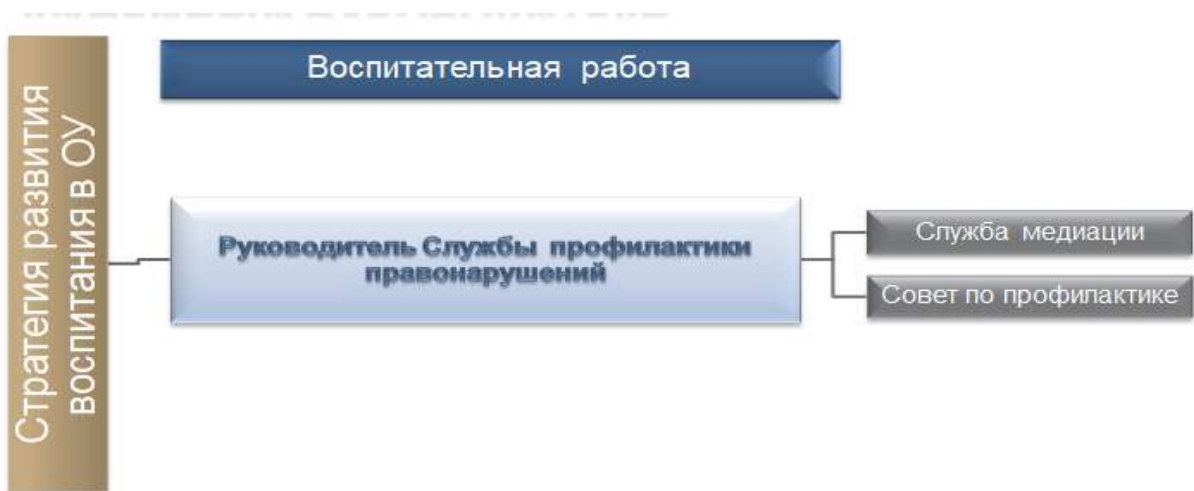 Воспитательная работа
Стратегия развития
воспитания в ОУ
Руководитель Службы профилактики
правонарушений
Служба медиации
Совет по профилактике